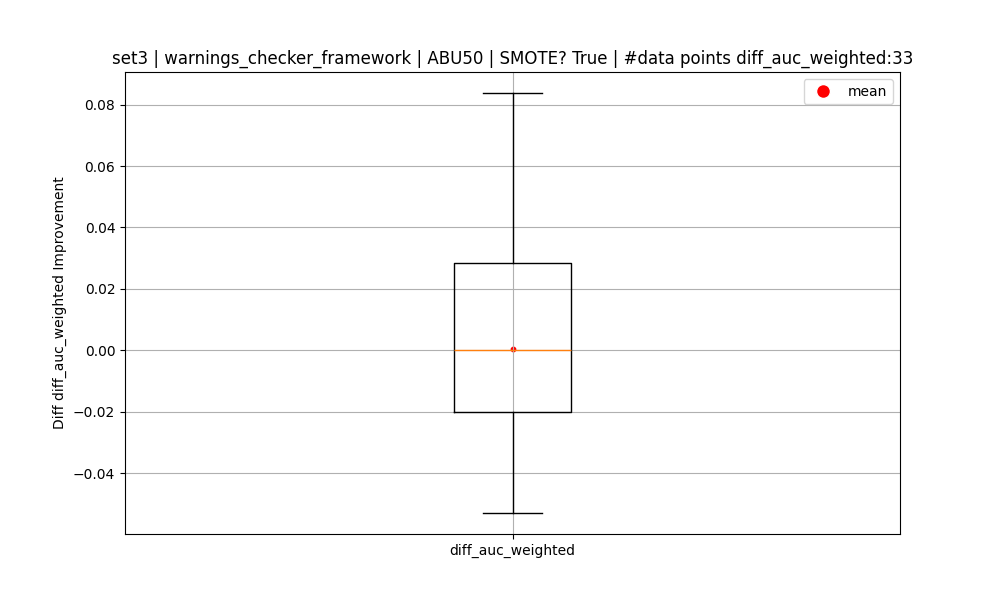 set3 | warnings_checker_framework | ABU50 | SMOTE? True | #data points diff_auc_weighted:33
mean
0.08
0.06
0.04
0.02
0.00
−0.02
−0.04
Diff diff_auc_weighted Improvement
diff_auc_weighted